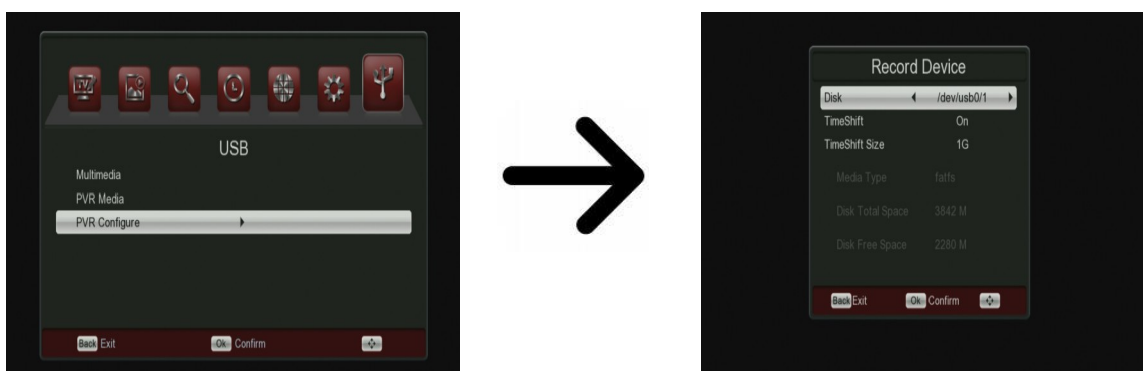 TV
USB
Multimedia
PVR Media
PVR Configure
Back Exit Ok Confirm
Record Device
Disk /dev/usb0/1
TimeShift On
TimeShift Size 1G
Media Type fatfs
Disk Total Space 3842 M
Disk Free Space 2280 M
Back Exit Ok Confirm